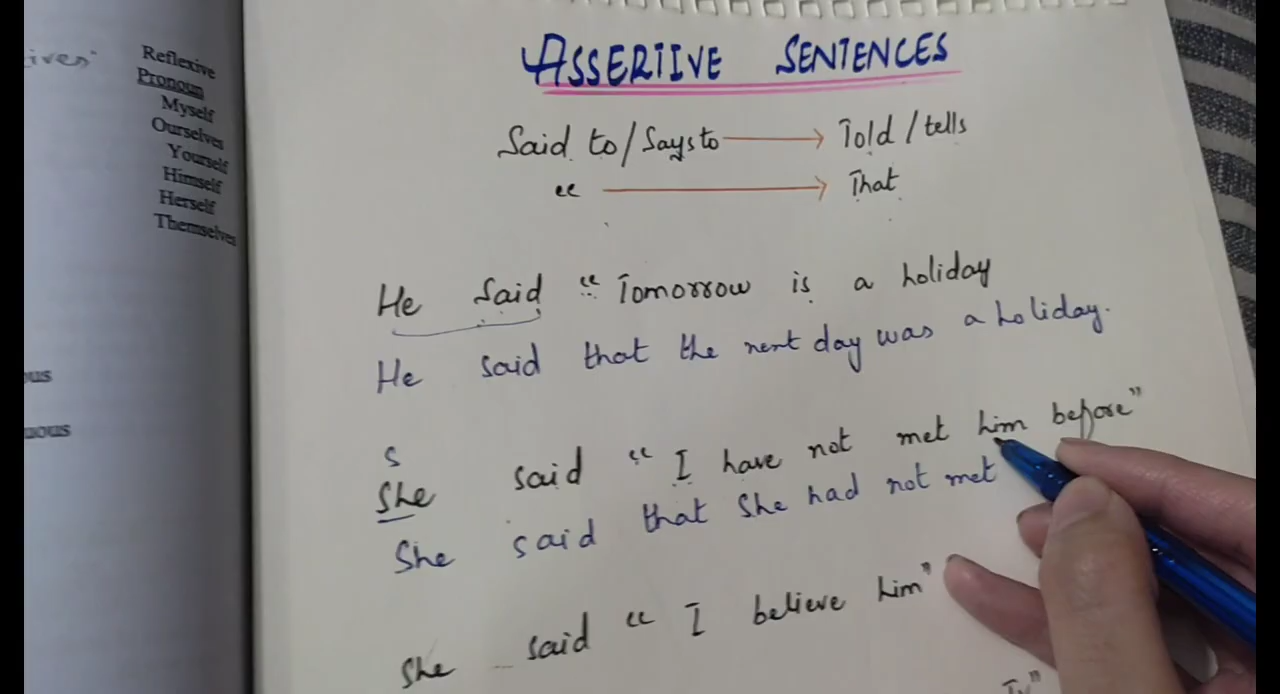 Reflexive
Pronoun
Myself
Ourselves
Yourself
Himself
Herself
Themselves
ASSERTIVE SENTENCES
Said to/Says to → Told/tells
“ → That
He Said “Tomorrow is a holiday
He said that the next day was a holiday.
S
She said “I have not met him before”
She said that She had not met
She said “I believe him”